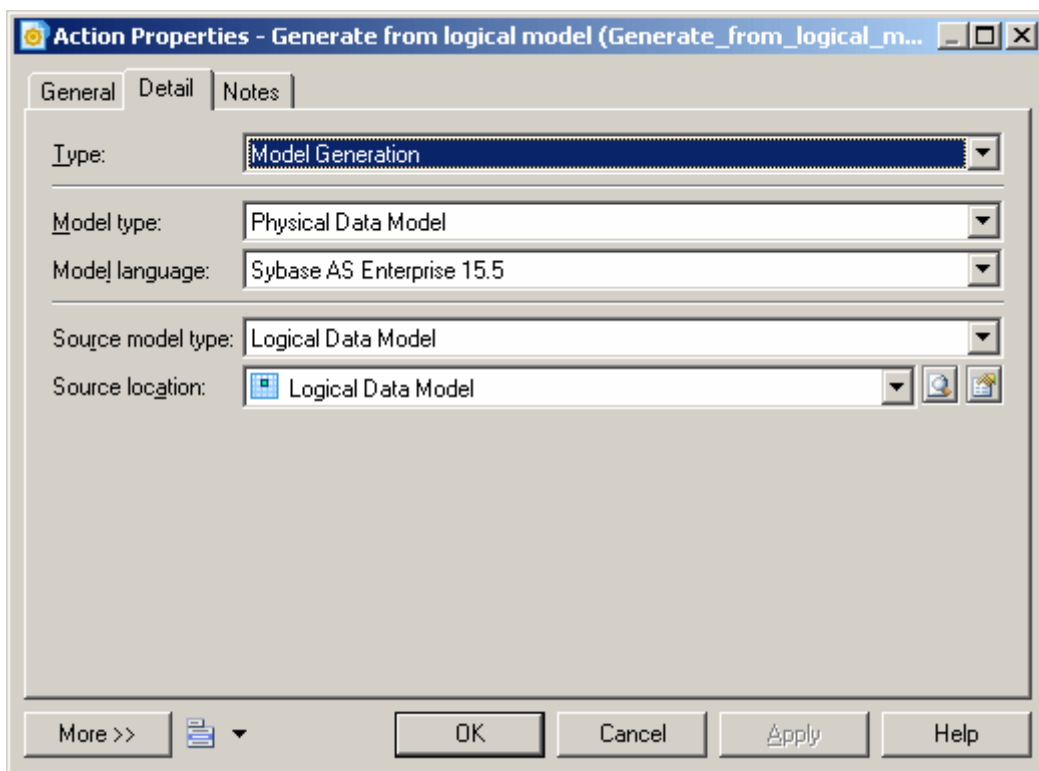 Action Properties - Generate from logical model (Generate_from_logical_m...
General Detail Notes
Type: Model Generation
Model type: Physical Data Model
Model language: Sybase AS Enterprise 15.5
Source model type: Logical Data Model
Source location: Logical Data Model
More >> OK Cancel Apply Help